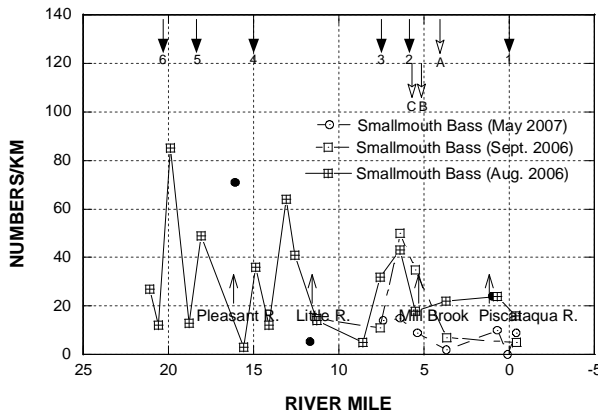 140
120
100
80
60
40
20
0
NUMBERS/KM
6
5
4
3
2
A
1
C
B
Smallmouth Bass (May 2007)
Smallmouth Bass (Sept. 2006)
Smallmouth Bass (Aug. 2006)
Pleasant R.
Little R.
Mill Brook
Piscataqua R.
20
15
10
5
0
-5
RIVER MILE